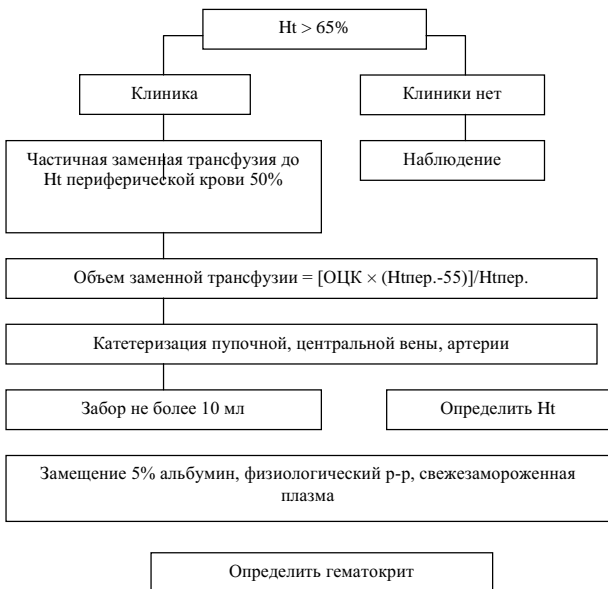 Ht > 65%
Клиника
Клиники нет
Частичная заменная трансфузия до
Ht периферической крови 50%
Наблюдение
Объем заменной трансфузии = [ОЦК × (Htпер.-55)]/Htпер.
Катетеризация пупочной, центральной вены, артерии
Забор не более 10 мл
Определить Ht
Замещение 5% альбумин, физиологический р-р, свежезамороженная
плазма
Определить гематокрит